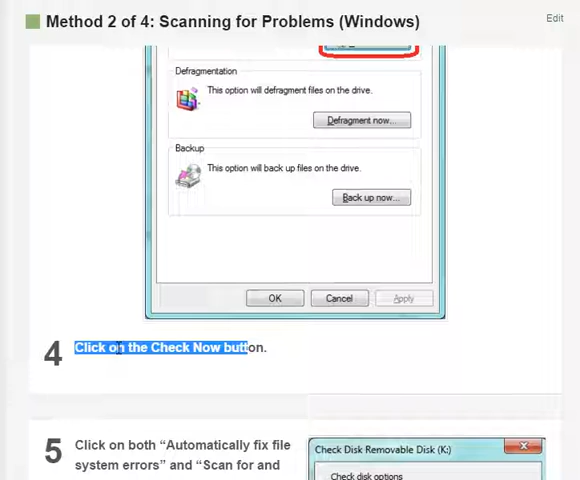 Method 2 of 4: Scanning for Problems (Windows)
Edit
Defragmentation
This option will defragment files on the drive.
Defragment now...
Backup
This option will back up files on the drive.
Back up now...
OK
Cancel
Apply
4
Click on the Check Now button.
5
Click on both “Automatically fix file
system errors” and “Scan for and
Check Disk Removable Disk (K:)
Check disk options